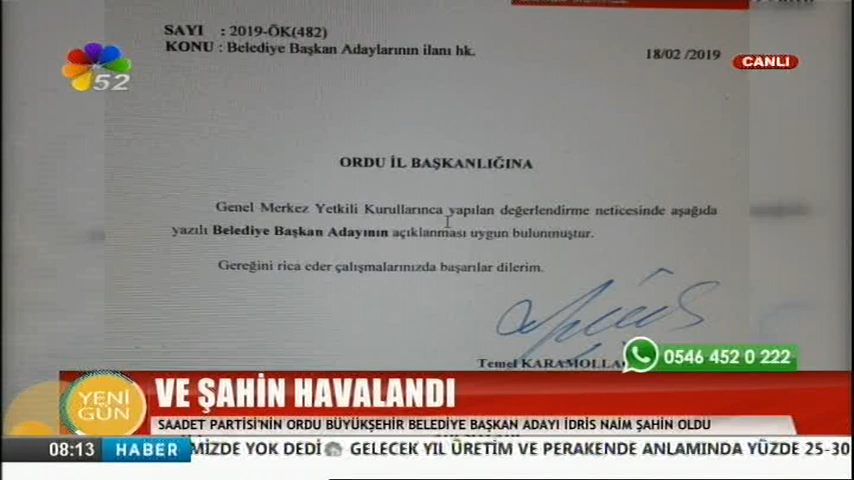 SAYI : 2019-ÖK(482)
KONU : Belediye Başkan Adaylarının ilanı hk.
18/02 /2019
52
CANLI
ORDU İL BAŞKANLIĞINA
Genel Merkez Yetkili Kurullarınca yapılan değerlendirme neticesinde aşağıda
yazılı Belediye Başkan Adayının açıklanması uygun bulunmuştur.
Gereğini rica eder çalışmalarınızda başarılar dilerim.
Temel KARAMOLLA
0546 452 0 222
YENİ
GÜN
VE ŞAHİN HAVALANDI
SAADET PARTİSİ'NİN ORDU BÜYÜKŞEHİR BELEDİYE BAŞKAN ADAYI İDRİS NAİM ŞAHİN OLDU
08:13 HABER MİZDE YOK DEDİ GELECEK YIL ÜRETİM VE PERAKENDE ANLAMINDA YÜZDE 25-30